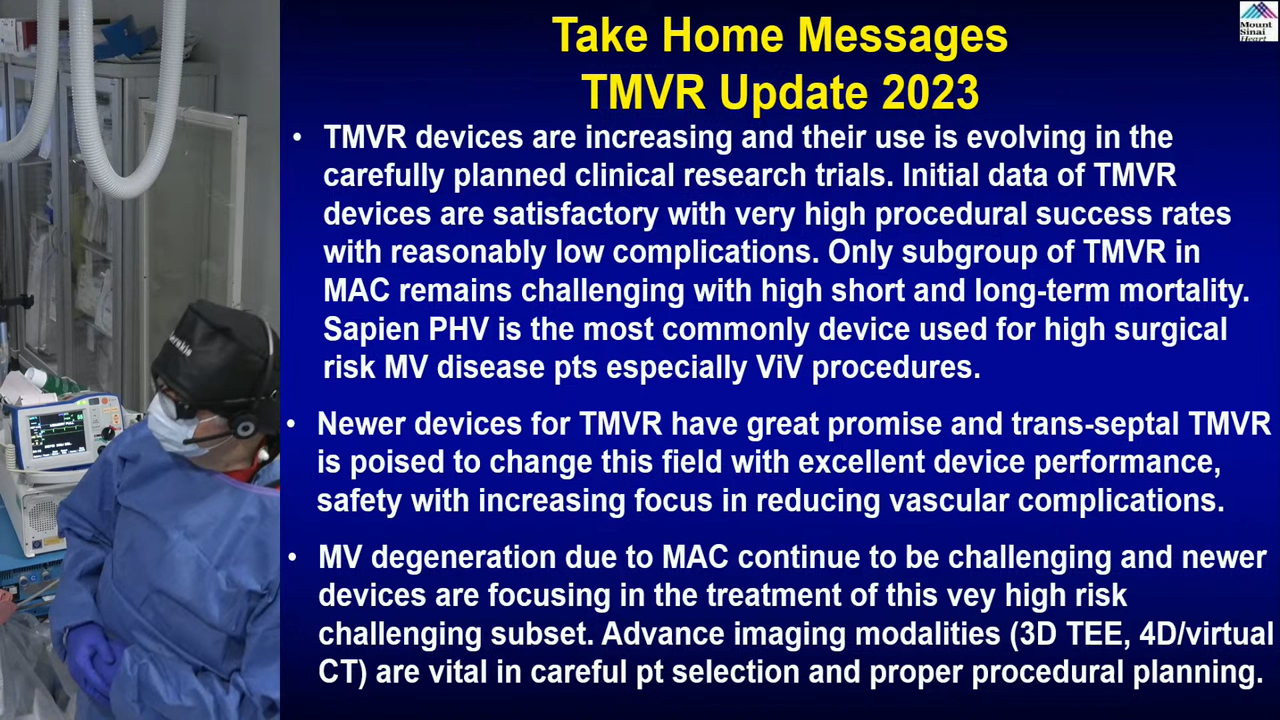 Mount
Sinai
Heart
Take Home Messages
TMVR Update 2023
• TMVR devices are increasing and their use is evolving in the
carefully planned clinical research trials. Initial data of TMVR
devices are satisfactory with very high procedural success rates
with reasonably low complications. Only subgroup of TMVR in
MAC remains challenging with high short and long-term mortality.
Sapien PHV is the most commonly device used for high surgical
risk MV disease pts especially ViV procedures.
• Newer devices for TMVR have great promise and trans-septal TMVR
is poised to change this field with excellent device performance,
safety with increasing focus in reducing vascular complications.
• MV degeneration due to MAC continue to be challenging and newer
devices are focusing in the treatment of this vey high risk
challenging subset. Advance imaging modalities (3D TEE, 4D/virtual
CT) are vital in careful pt selection and proper procedural planning.